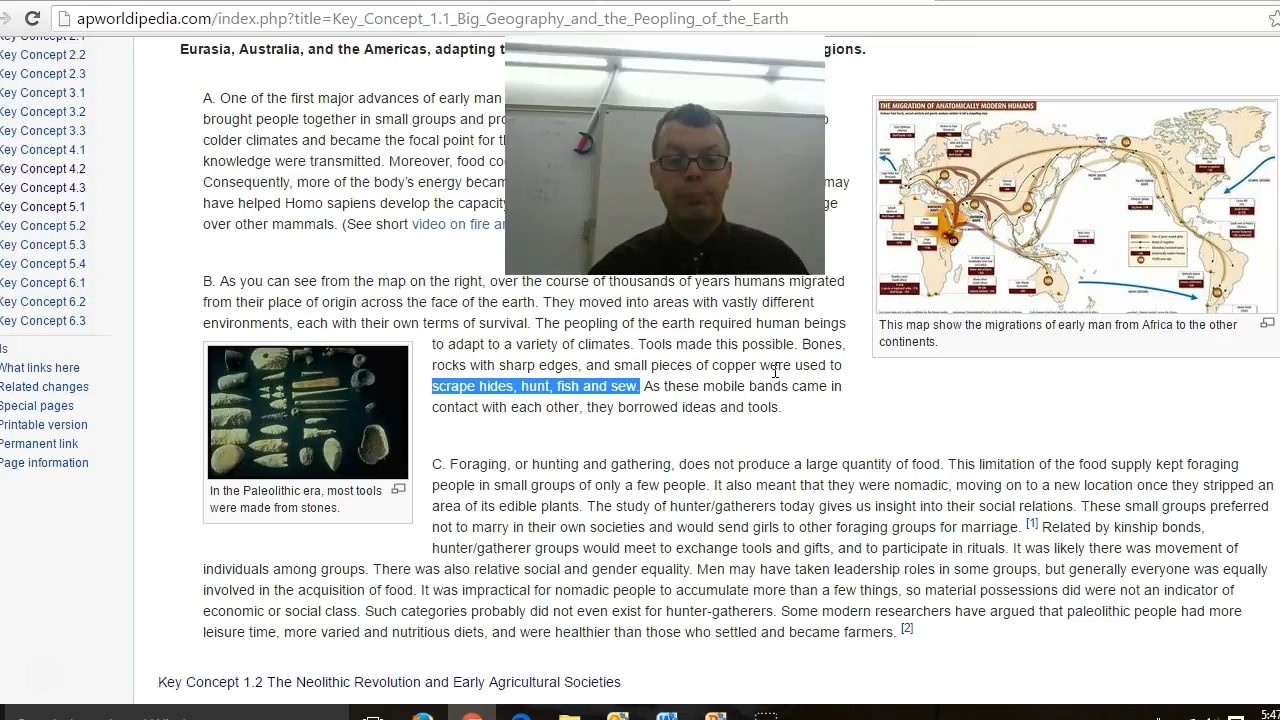 apworldipedia.com/index.php?title=Key_Concept_1.1_Big_Geography_and_the_Peopling_of_the_Earth
Key Concept 2.1
Key Concept 2.2
Key Concept 2.3
Key Concept 3.1
Key Concept 3.2
Key Concept 3.3
Key Concept 4.1
Key Concept 4.2
Key Concept 4.3
Key Concept 5.1
Key Concept 5.2
Key Concept 5.3
Key Concept 5.4
Key Concept 6.1
Key Concept 6.2
Key Concept 6.3
ls
What links here
Related changes
Special pages
Printable version
Permanent link
Page information
Eurasia, Australia, and the Americas, adapting gions.
A. One of the first major advances of early man
brought people together in small groups and
colder climates and became the focal point for
knowledge were transmitted. Moreover, food
Consequently, more of the body's energy may
have helped Homo sapiens develop the
over other mammals. (See short video on fire
B. As you can see from the map on the right over the course of thousands of years humans migrated
from their place of origin across the face of the earth. They moved into areas with vastly different
environments, each with their own terms of survival. The peopling of the earth required human beings
to adapt to a variety of climates. Tools made this possible. Bones,
rocks with sharp edges, and small pieces of copper were used to
scrape hides, hunt, fish and sew. As these mobile bands came in
contact with each other, they borrowed ideas and tools.
THE MIGRATION OF ANATOMICALLY MODERN HUMANS
This map show the migrations of early man from Africa to the other
continents.
In the Paleolithic era, most tools
were made from stones.
C. Foraging, or hunting and gathering, does not produce a large quantity of food. This limitation of the food supply kept foraging
people in small groups of only a few people. It also meant that they were nomadic, moving on to a new location once they stripped an
area of its edible plants. The study of hunter/gatherers today gives us insight into their social relations. These small groups preferred
not to marry in their own societies and would send girls to other foraging groups for marriage. [1] Related by kinship bonds,
hunter/gatherer groups would meet to exchange tools and gifts, and to participate in rituals. It was likely there was movement of
individuals among groups. There was also relative social and gender equality. Men may have taken leadership roles in some groups, but generally everyone was equally
involved in the acquisition of food. It was impractical for nomadic people to accumulate more than a few things, so material possessions did were not an indicator of
economic or social class. Such categories probably did not even exist for hunter-gatherers. Some modern researchers have argued that paleolithic people had more
leisure time, more varied and nutritious diets, and were healthier than those who settled and became farmers. [2]
Key Concept 1.2 The Neolithic Revolution and Early Agricultural Societies
5:47